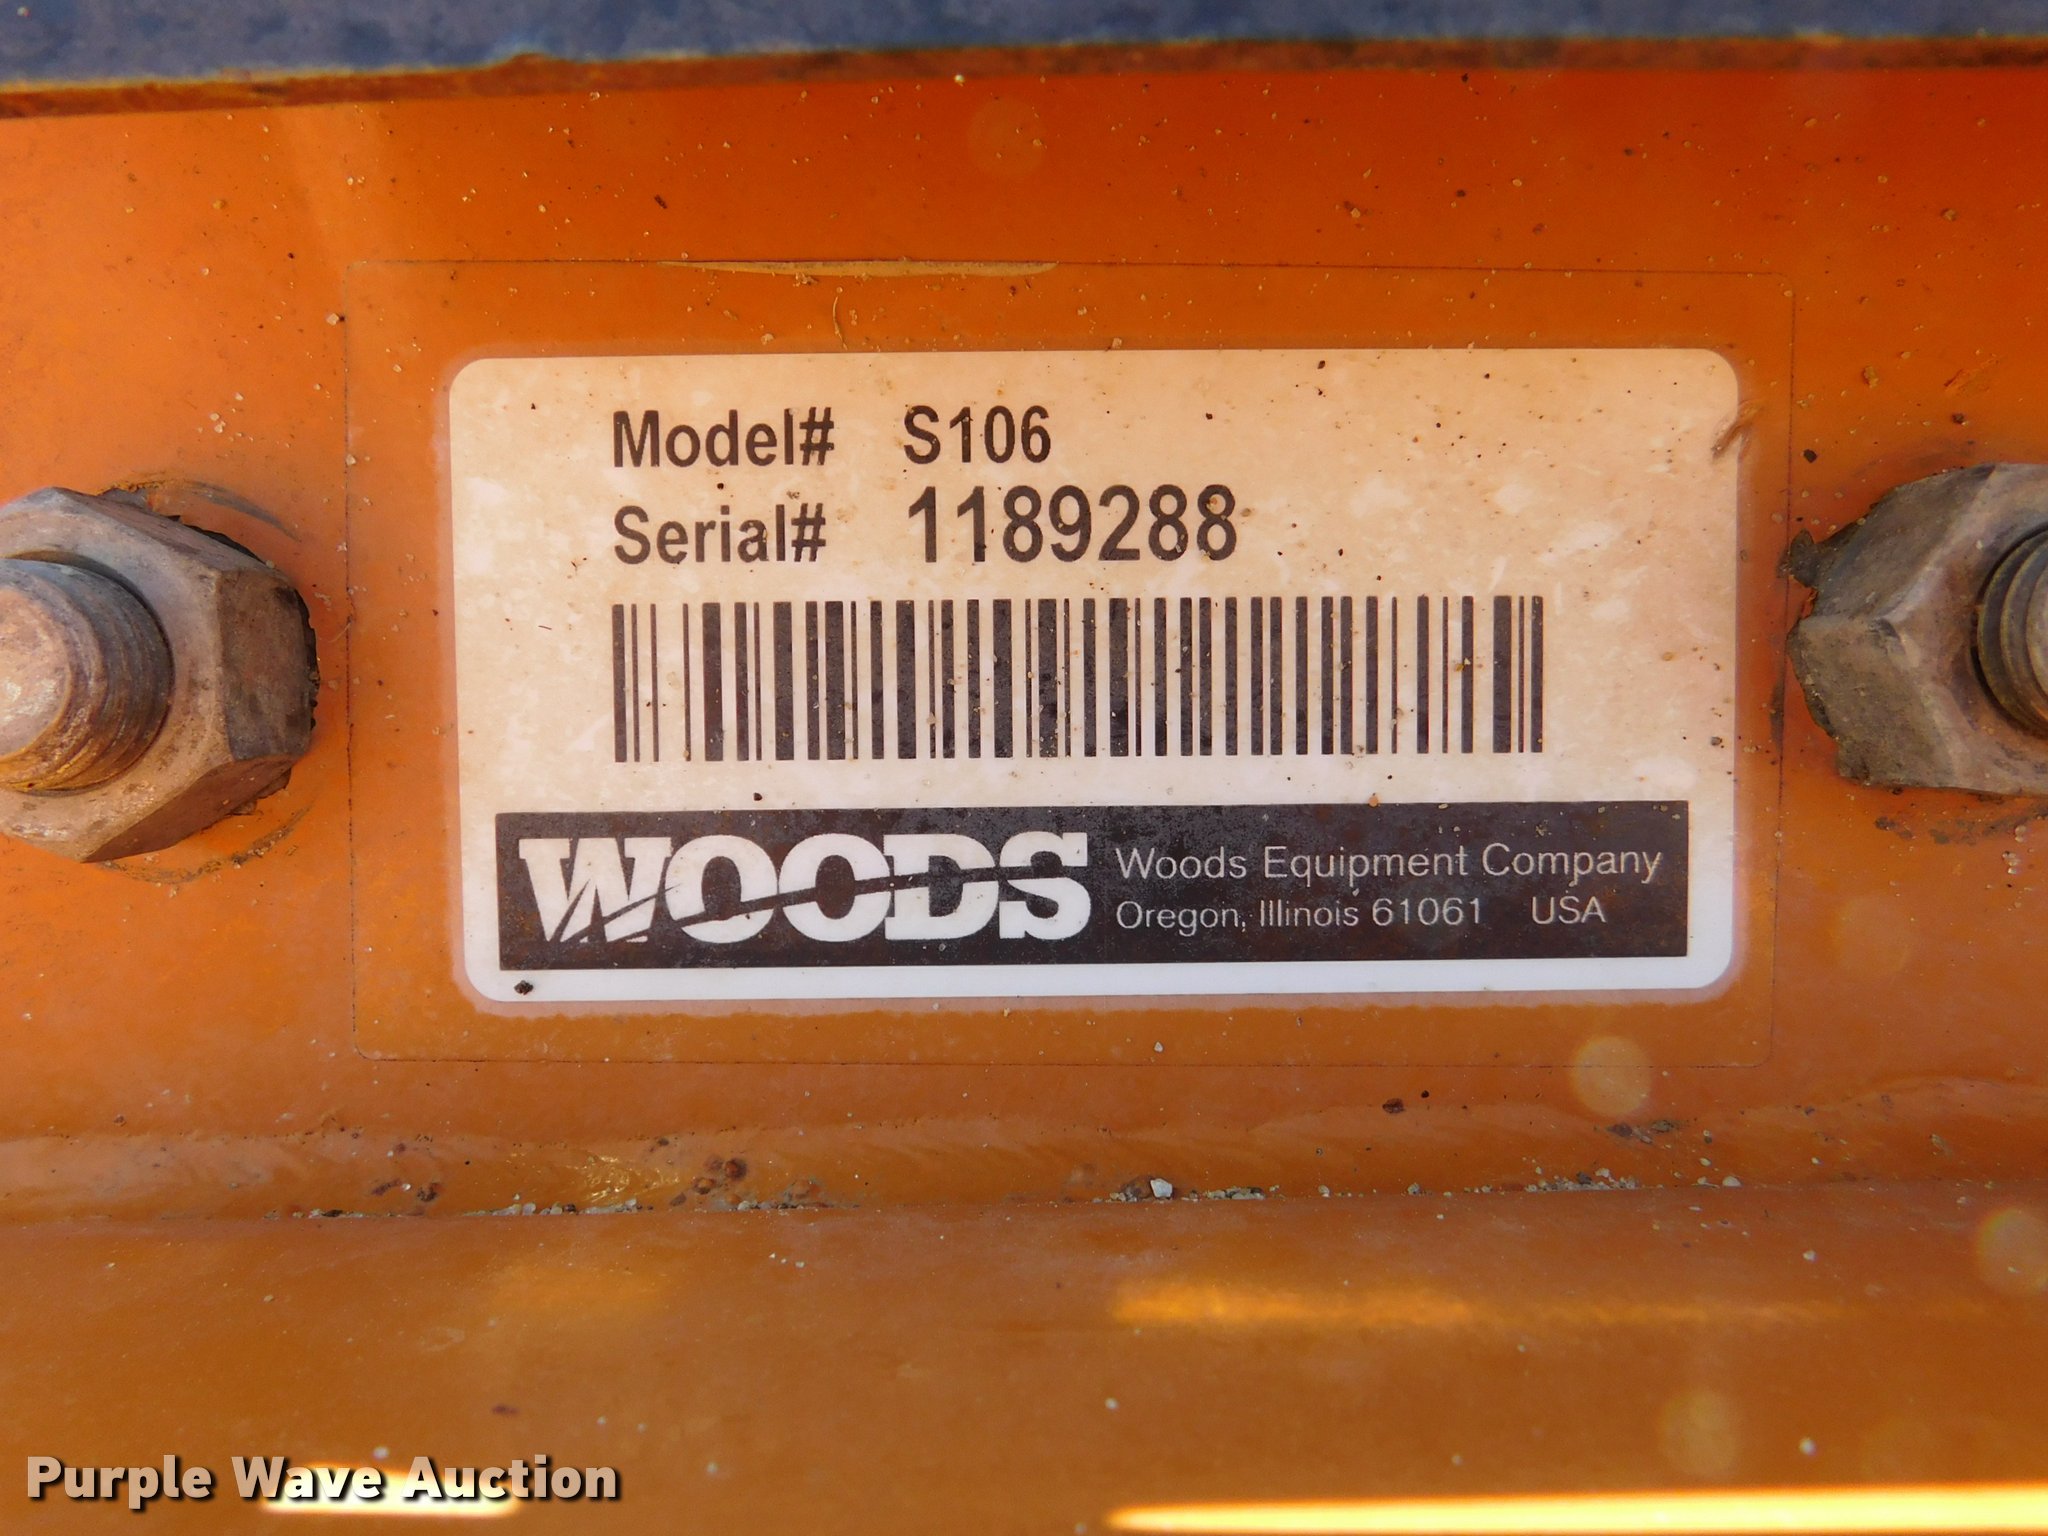 Model# S106
Serial# 1189288
WOODS
Woods Equipment Company
Oregon, Illinois 61061 USA
Purple Wave Auction